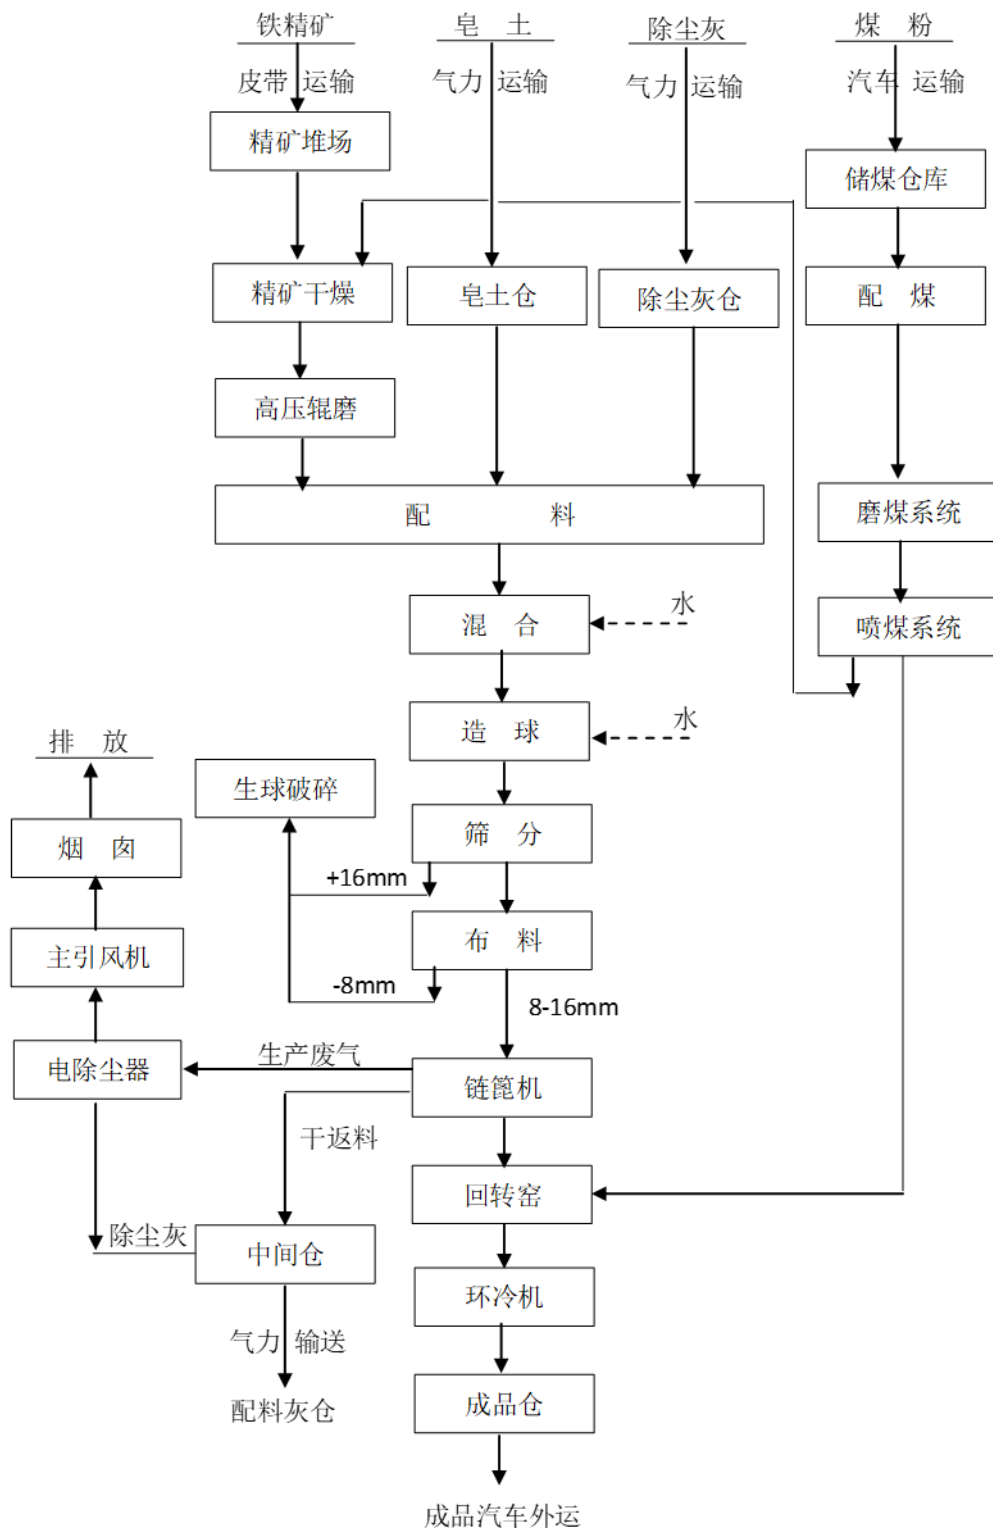 铁精矿
皂 土
除尘灰
煤 粉
皮带 运输
气力 运输
气力 运输
汽车 运输
精矿堆场
储煤仓库
精矿干燥
皂土仓
除尘灰仓
配 煤
高压辊磨
配 料
磨煤系统
混 合
水
喷煤系统
造 球
水
排 放
生球破碎
筛 分
烟 囱
+16mm
布 料
主引风机
-8mm
8-16mm
生产废气
电除尘器
链篦机
干返料
回转窑
除尘灰
中间仓
环冷机
气力 输送
成品仓
配料灰仓
成品汽车外运